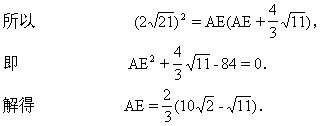 所以 (2√21)² = AE(AE + 4/3 √11),
即 AE² + 4/3 √11 - 84 = 0.
解得 AE = 2/3 (10√2 - √11).